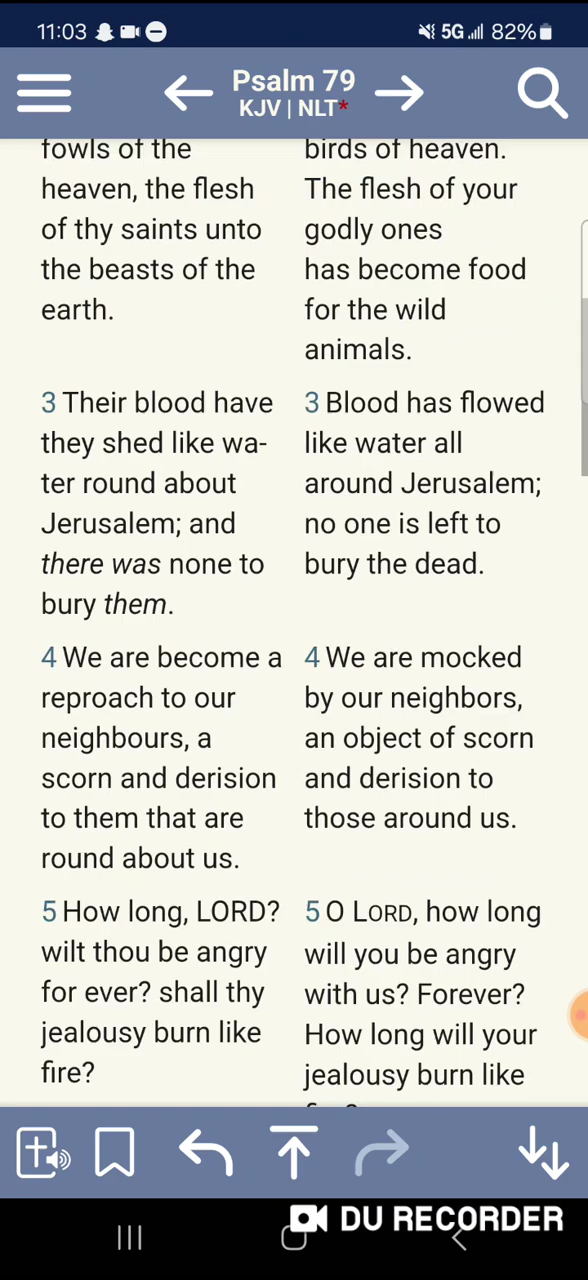 11:03
5G 82%
Psalm 79
KJV | NLT*
fowls of the
heaven, the flesh
of thy saints unto
the beasts of the
earth.
3 Their blood have
they shed like wa-
ter round about
Jerusalem; and
there was none to
bury them.
4 We are become a
reproach to our
neighbours, a
scorn and derision
to them that are
round about us.
5 How long, LORD?
wilt thou be angry
for ever? shall thy
jealousy burn like
fire?
birds of heaven.
The flesh of your
godly ones
has become food
for the wild
animals.
3 Blood has flowed
like water all
around Jerusalem;
no one is left to
bury the dead.
4 We are mocked
by our neighbors,
an object of scorn
and derision to
those around us.
5 O LORD, how long
will you be angry
with us? Forever?
How long will your
jealousy burn like
DU RECORDER